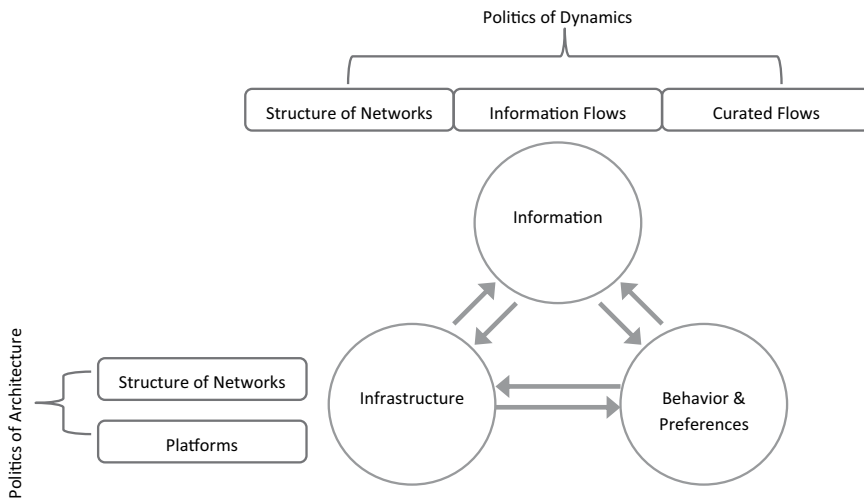 Politics of Dynamics
Structure of Networks
Information Flows
Curated Flows
Information
Politics of Architecture
Structure of Networks
Platforms
Infrastructure
Behavior &
Preferences